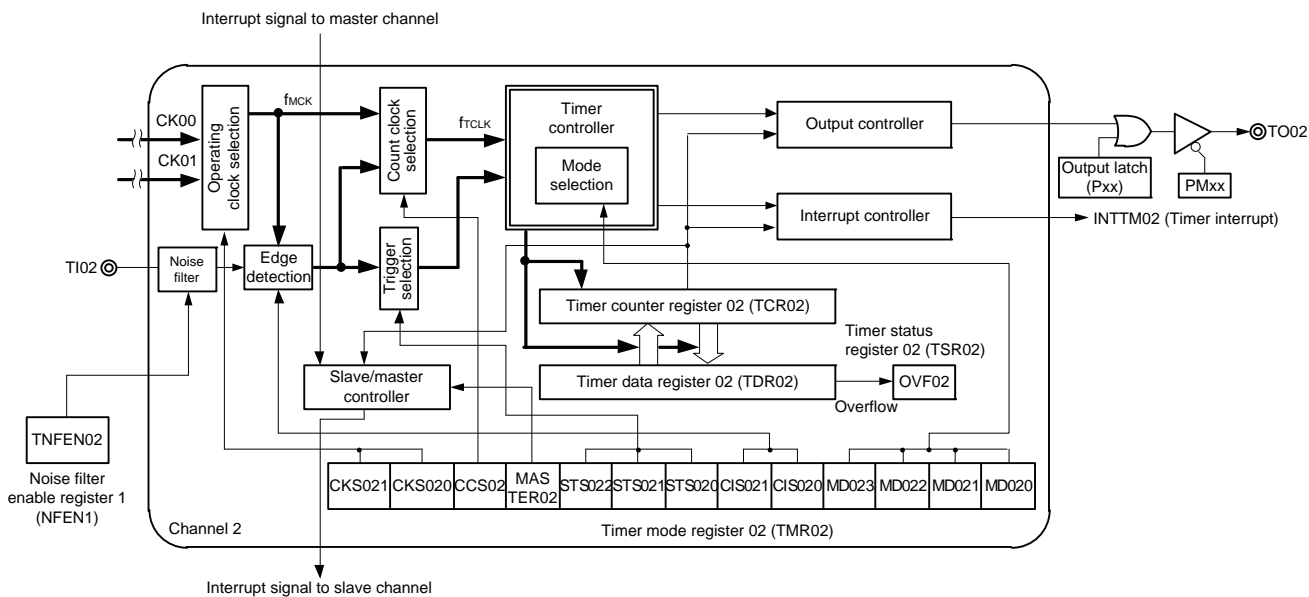 Interrupt signal to master channel
CK00
CK01
Operating
clock selection
fMCK
Count clock
selection
fTCLK
Timer
controller
Mode
selection
Output controller
Interrupt controller
Output latch
(Pxx)
PMxx
TO02
INTTM02 (Timer interrupt)
TI02
Noise
filter
Edge
detection
Trigger
selection
Timer counter register 02 (TCR02)
Timer status
register 02 (TSR02)
Slave/master
controller
Timer data register 02 (TDR02)
OVF02
Overflow
TNFEN02
Noise filter
enable register 1
(NFEN1)
CKS021
CKS020
CCS02
MAS
TER02
STS022
STS021
STS020
CIS021
CIS020
MD023
MD022
MD021
MD020
Channel 2
Timer mode register 02 (TMR02)
Interrupt signal to slave channel